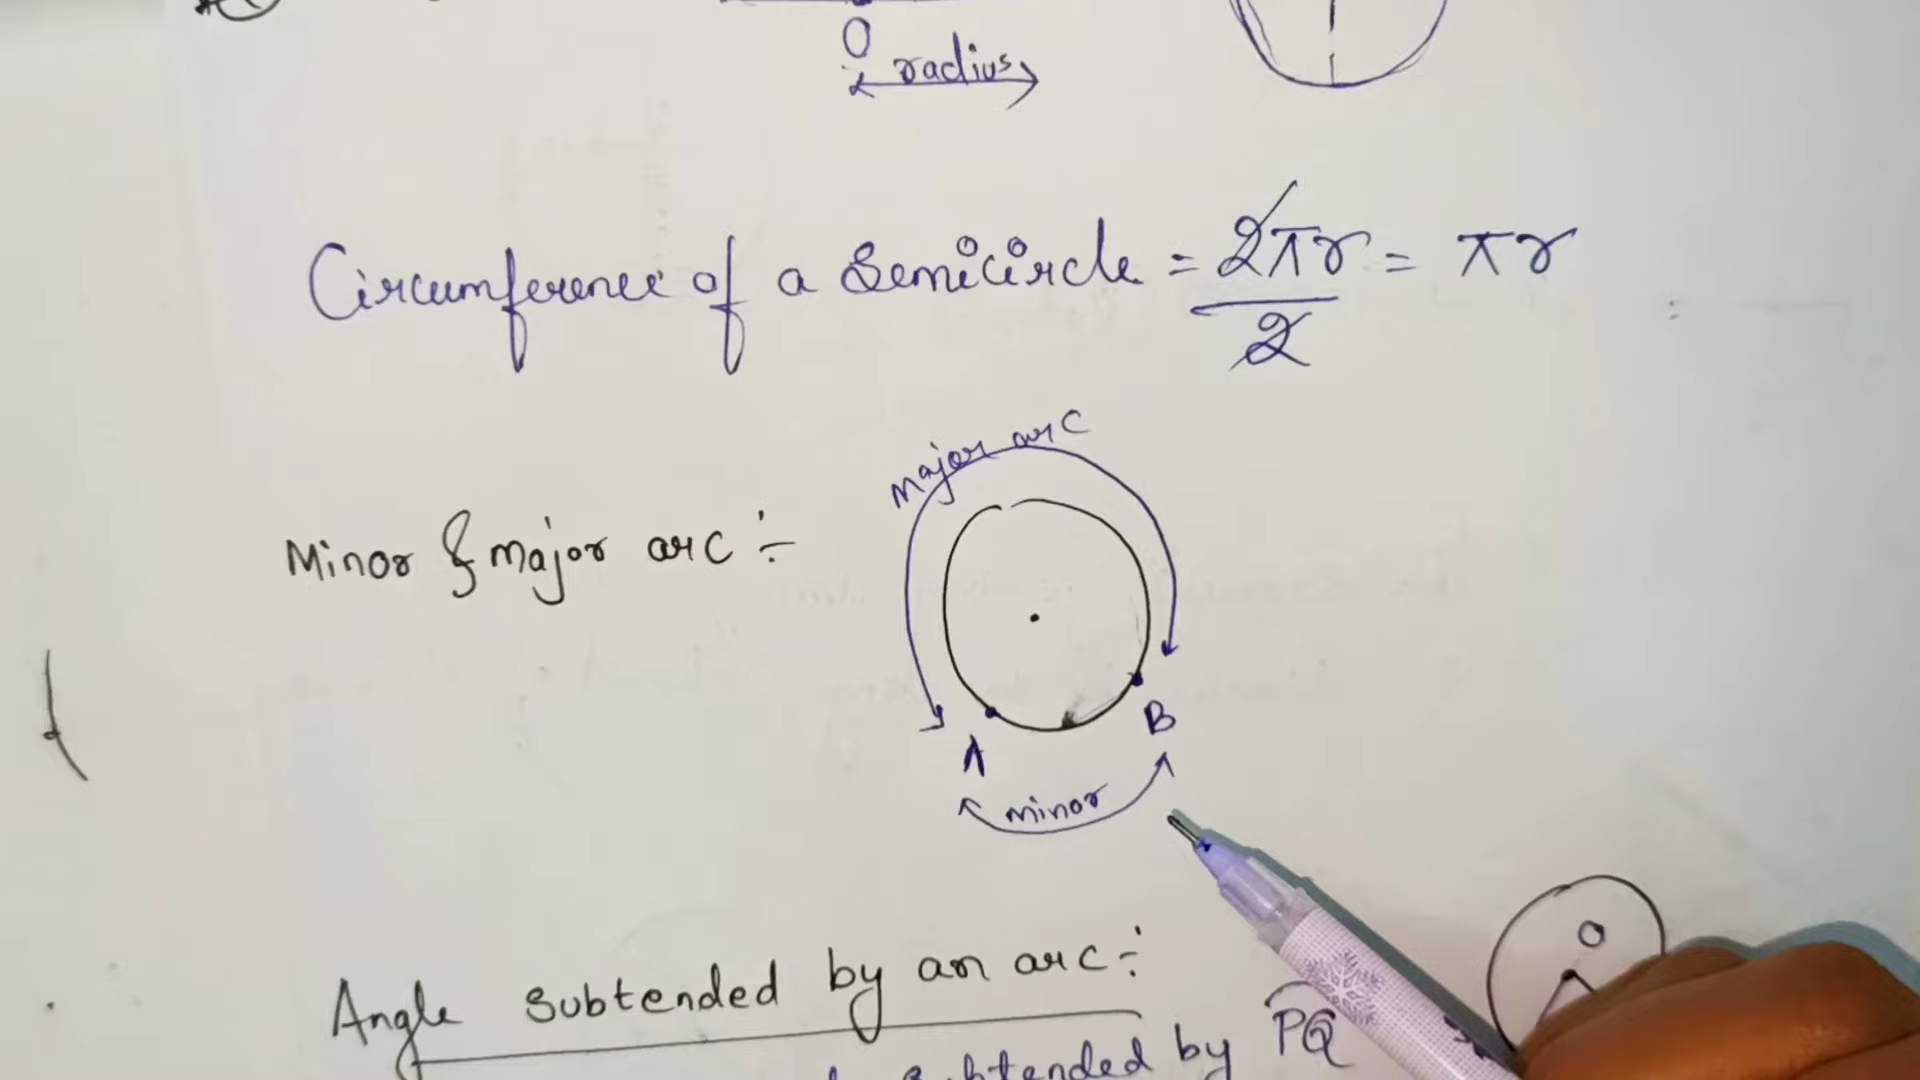 O
radius
Circumference of a Semicircle = 2πr/2 = πr
major arc
Minor & major arc :-
A
B
minor
O
Angle subtended by an arc :-
subtended by PQ